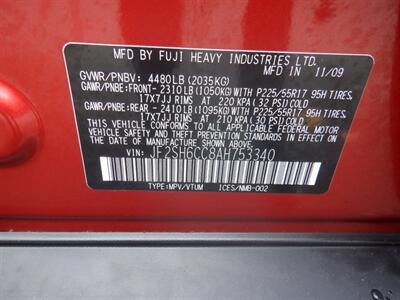 MFD BY FUJI HEAVY INDUSTRIES LTD.
GVWR/PNBV: 4480LB (2035KG) MFD IN 11/09
GAWR/PNBE: FRONT- 2310LB(1050KG)WITH P225/55R17 95H TIRES,
17X7JJ RIMS AT 220 KPA(32 PSI)COLD
GAWR/PNBE: REAR - 2410LB(1095KG)WITH P225/55R17 95H TIRES,
17X7JJ RIMS AT 210 KPA(30 PSI)COLD
THIS VEHICLE CONFORMS TO ALL APPLICABLE FEDERAL MOTOR
VEHICLE SAFETY AND BUMPER STANDARDS IN EFFECT ON THE
DATE OF MANUFACTURE SHOWN ABOVE.
VIN: JF2SH6CC8AH753340
TYPE:MPV/VTUM ICES/NMB-002